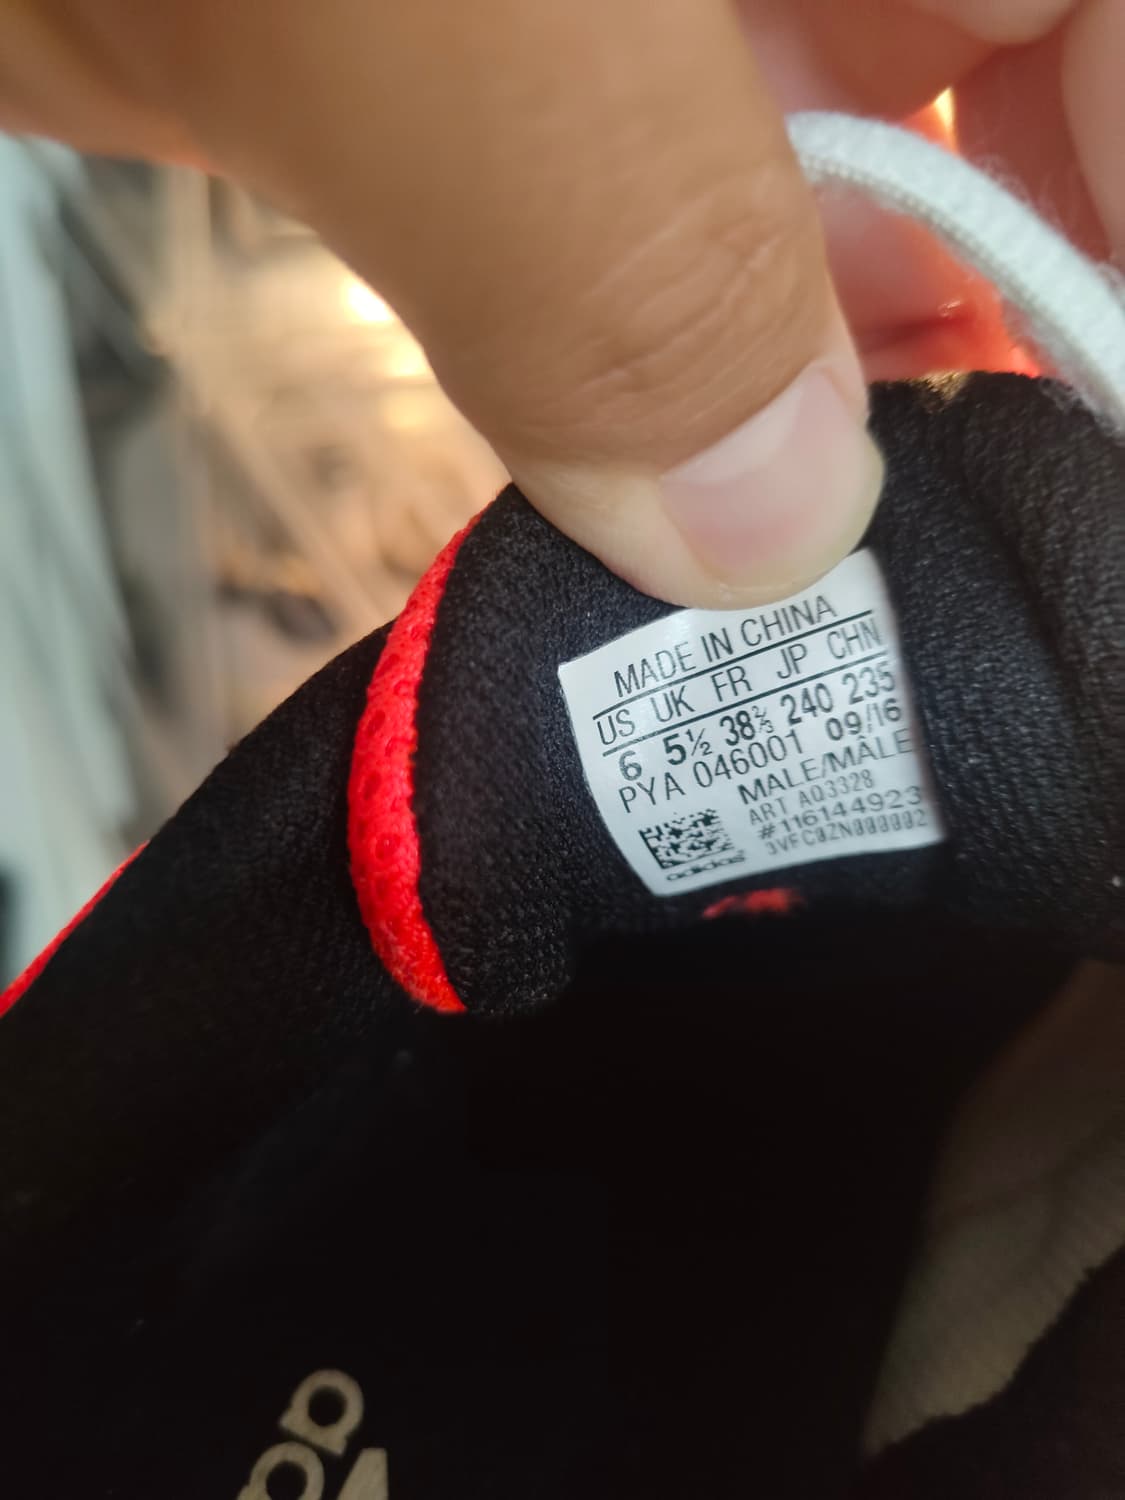 MADE IN CHINA
US UK FR JP CHN
6 5½ 38⅔ 240 235
PYA 046001 09/16
MALE/MÂLE
ART AQ3328
#116144923
3VFC0ZN000002
adidas